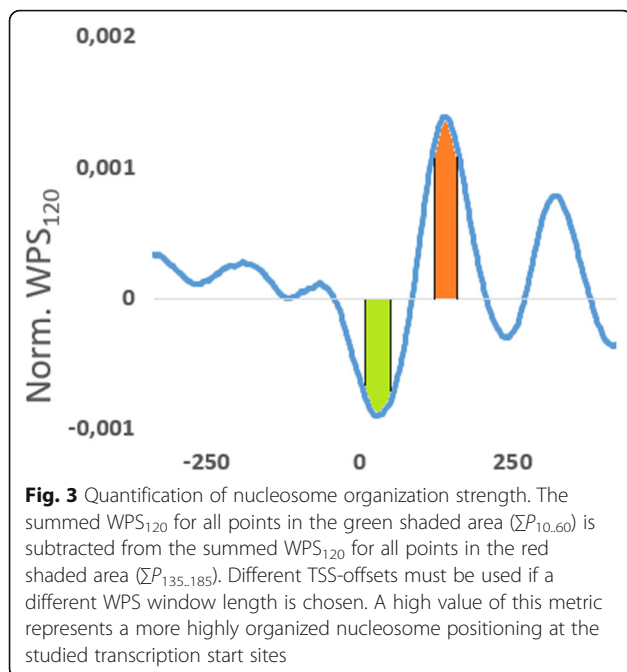 0,002
0,001
0
-0,001
Norm. WPS120
-250 0 250
Fig. 3 Quantification of nucleosome organization strength. The
summed WPS120 for all points in the green shaded area (∑P10..60) is
subtracted from the summed WPS120 for all points in the red
shaded area (∑P135..185). Different TSS-offsets must be used if a
different WPS window length is chosen. A high value of this metric
represents a more highly organized nucleosome positioning at the
studied transcription start sites